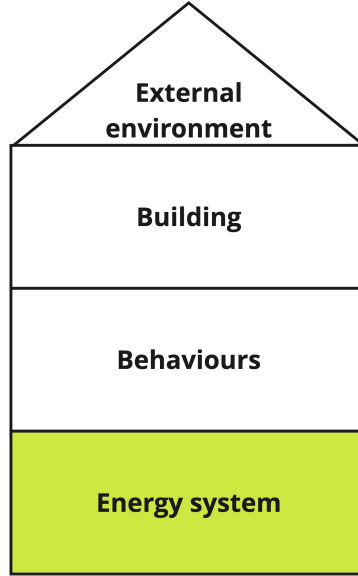 External
environment
Building
Behaviours
Energy system